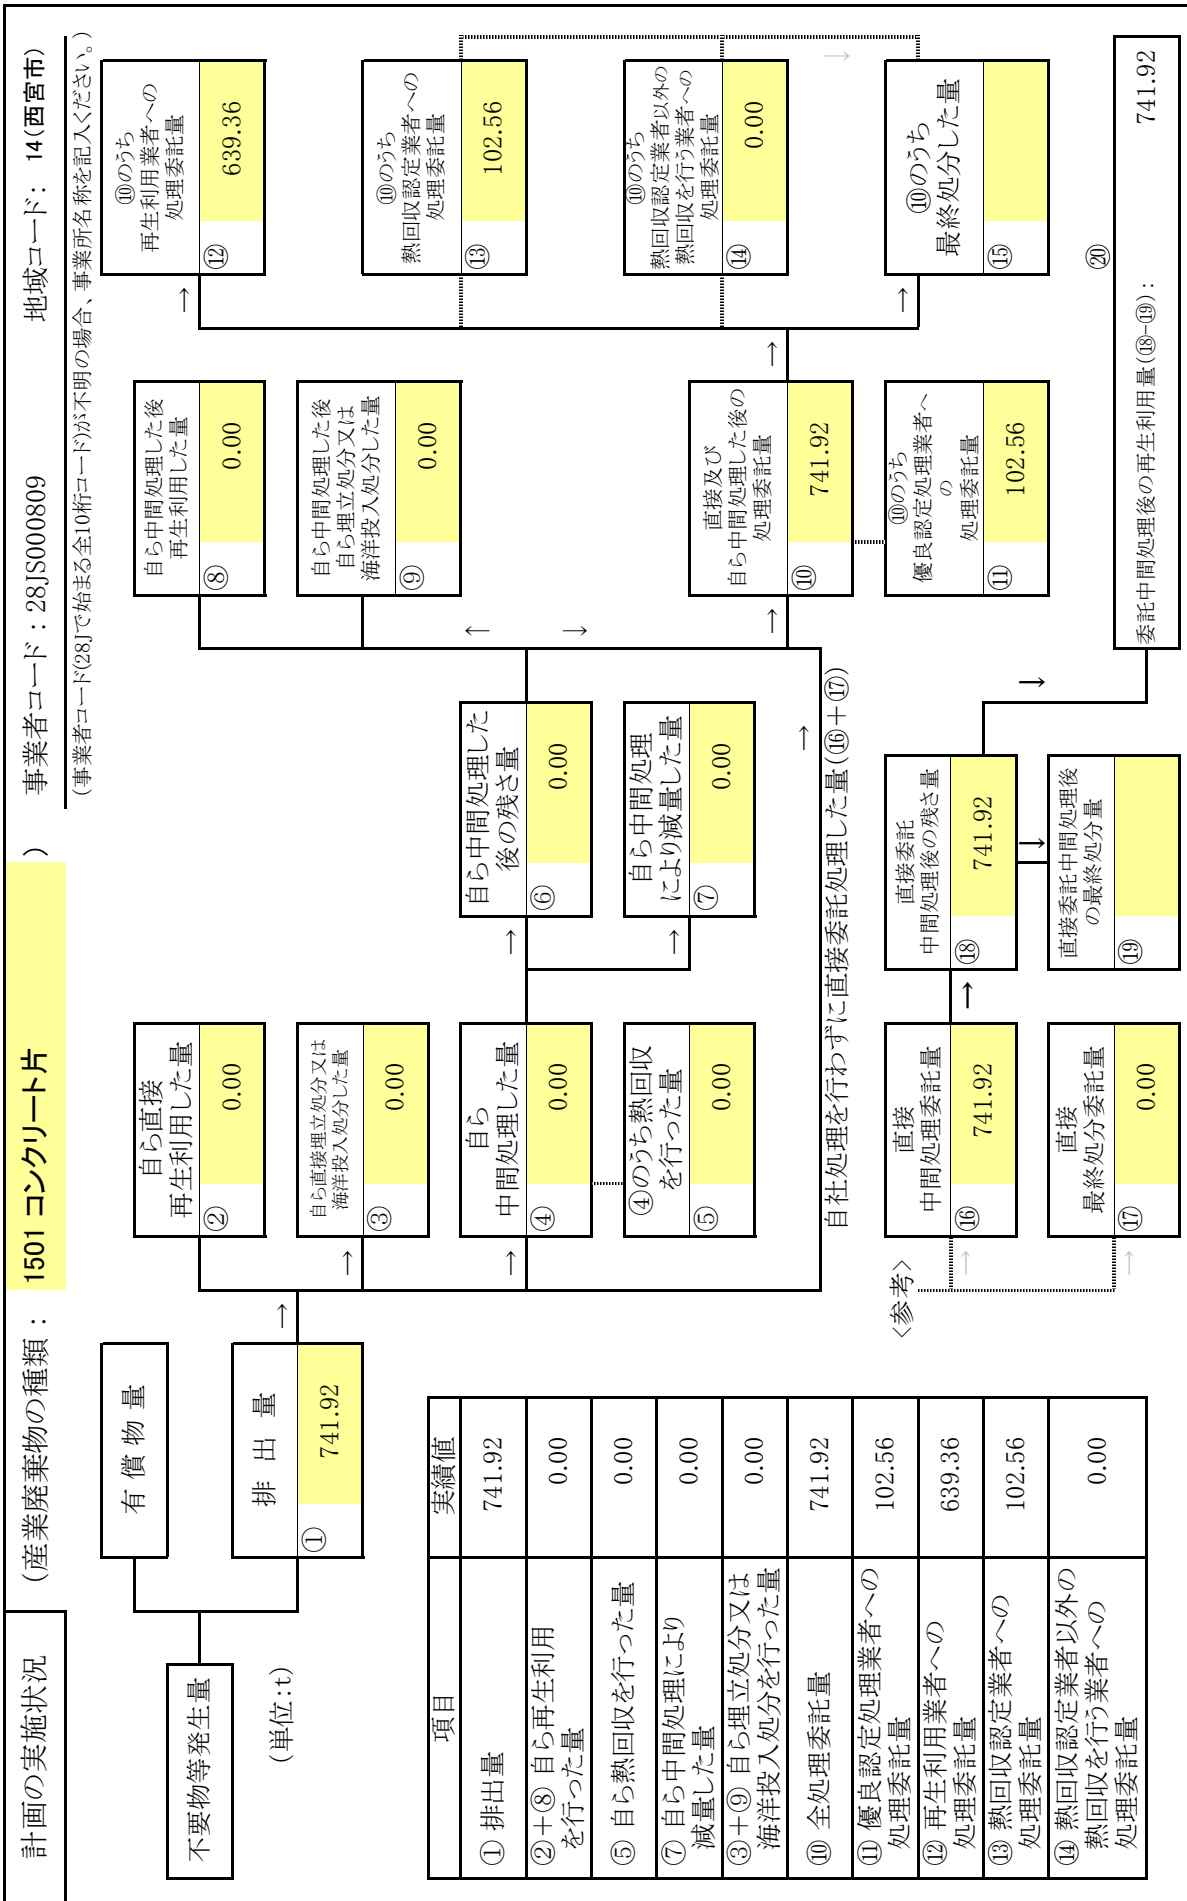 計画の実施状況
(産業廃棄物の種類：
1501 コンクリート片
)
事業者コード：28JS000809
地域コード：
14(西宮市)
(事業者コード(28Jで始まる全10桁コード)が不明の場合、事業所名称を記入ください。)
不要物等発生量
(単位:t)
有 償 物 量
排 出 量
①
741.92
→
自ら直接
再生利用した量
②
0.00
→
自ら直接埋立処分又は
海洋投入処分した量
③
0.00
→
自ら
中間処理した量
④
0.00
④のうち熱回収
を行った量
⑤
0.00
→
自ら中間処理した
後の残さ量
⑥
0.00
→
自ら中間処理
により減量した量
⑦
0.00
↑
↓
自ら中間処理した後
再生利用した量
⑧
0.00
自ら中間処理した後
自ら埋立処分又は
海洋投入処分した量
⑨
0.00
→
直接及び
自ら中間処理した後の
処理委託量
⑩
741.92
→
⑩のうち
優良認定処理業者へ
の
処理委託量
⑪
102.56
→
⑩のうち
再生利用業者への
処理委託量
⑫
639.36
⑩のうち
熱回収認定業者への
処理委託量
⑬
102.56
⑩のうち
熱回収認定業者以外の
熱回収を行う業者への
処理委託量
⑭
0.00
→
⑩のうち
最終処分した量
⑮
自社処理を行わずに直接委託処理した量(⑯＋⑰)
→
<参考>
→
直接
中間処理委託量
⑯
741.92
→
→
直接
最終処分委託量
⑰
0.00
直接委託
中間処理後の残さ量
⑱
741.92
直接委託中間処理後
の最終処分量
⑲
⑳
委託中間処理後の再生利用量(⑱-⑲)：
741.92
項目
実績値
① 排出量
741.92
②＋⑧ 自ら再生利用
を行った量
0.00
⑤ 自ら熱回収を行った量
0.00
⑦ 自ら中間処理により
減量した量
0.00
③＋⑨ 自ら埋立処分又は
海洋投入処分を行った量
0.00
⑩ 全処理委託量
741.92
⑪ 優良認定処理業者への
処理委託量
102.56
⑫ 再生利用業者への
処理委託量
639.36
⑬ 熱回収認定業者への
処理委託量
102.56
⑭ 熱回収認定業者以外の
熱回収を行う業者への
処理委託量
0.00